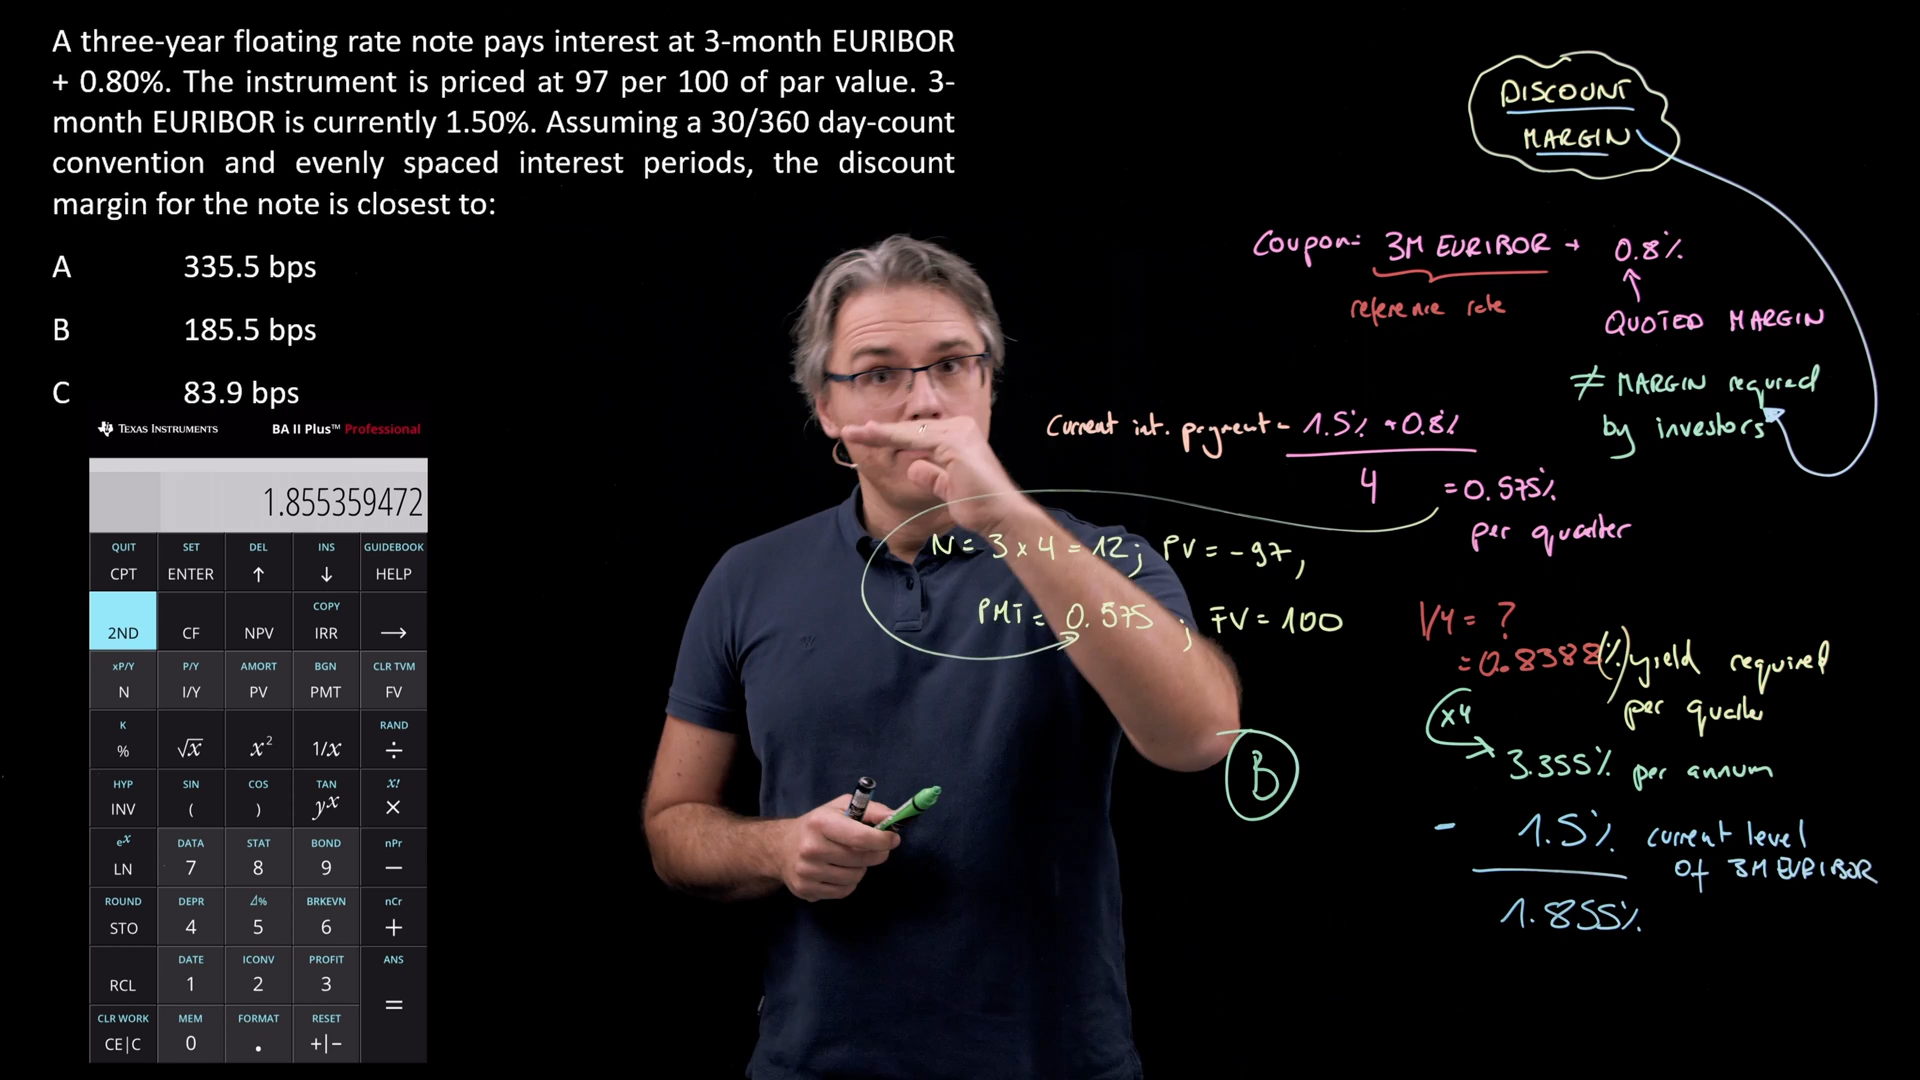 A three-year floating rate note pays interest at 3-month EURIBOR
+ 0.80%. The instrument is priced at 97 per 100 of par value. 3-
month EURIBOR is currently 1.50%. Assuming a 30/360 day-count
convention and evenly spaced interest periods, the discount
margin for the note is closest to:
A 335.5 bps
B 185.5 bps
C 83.9 bps
TEXAS INSTRUMENTS BA II Plus™ Professional
1.855359472
QUIT SET DEL INS GUIDEBOOK
CPT ENTER ↑ ↓ HELP
COPY
2ND CF NPV IRR →
xP/Y P/Y AMORT BGN CLR TVM
N I/Y PV PMT FV
K RAND
% √x x² 1/x ÷
HYP SIN COS TAN x!
INV ( ) yˣ ×
eˣ DATA STAT BOND nPr
LN 7 8 9 −
ROUND DEPR Δ% BRKEVN nCr
STO 4 5 6 +
DATE ICONV PROFIT ANS
RCL 1 2 3 =
CLR WORK MEM FORMAT RESET
CE|C 0 . +|−
DISCOUNT
MARGIN
Coupon = 3M EURIBOR + 0.8%
reference rate
QUOTED MARGIN
≠ MARGIN required
by investors
Current int. payment = 1.5% + 0.8%
4
= 0.575%
per quarter
N = 3 x 4 = 12; PV = -97,
PMT = 0.575 ; FV = 100
I/Y = ?
= 0.8388 (%) yield required
per quarter
x4
3.355% per annum
- 1.5% current level
of 3M EURIBOR
1.855%
B